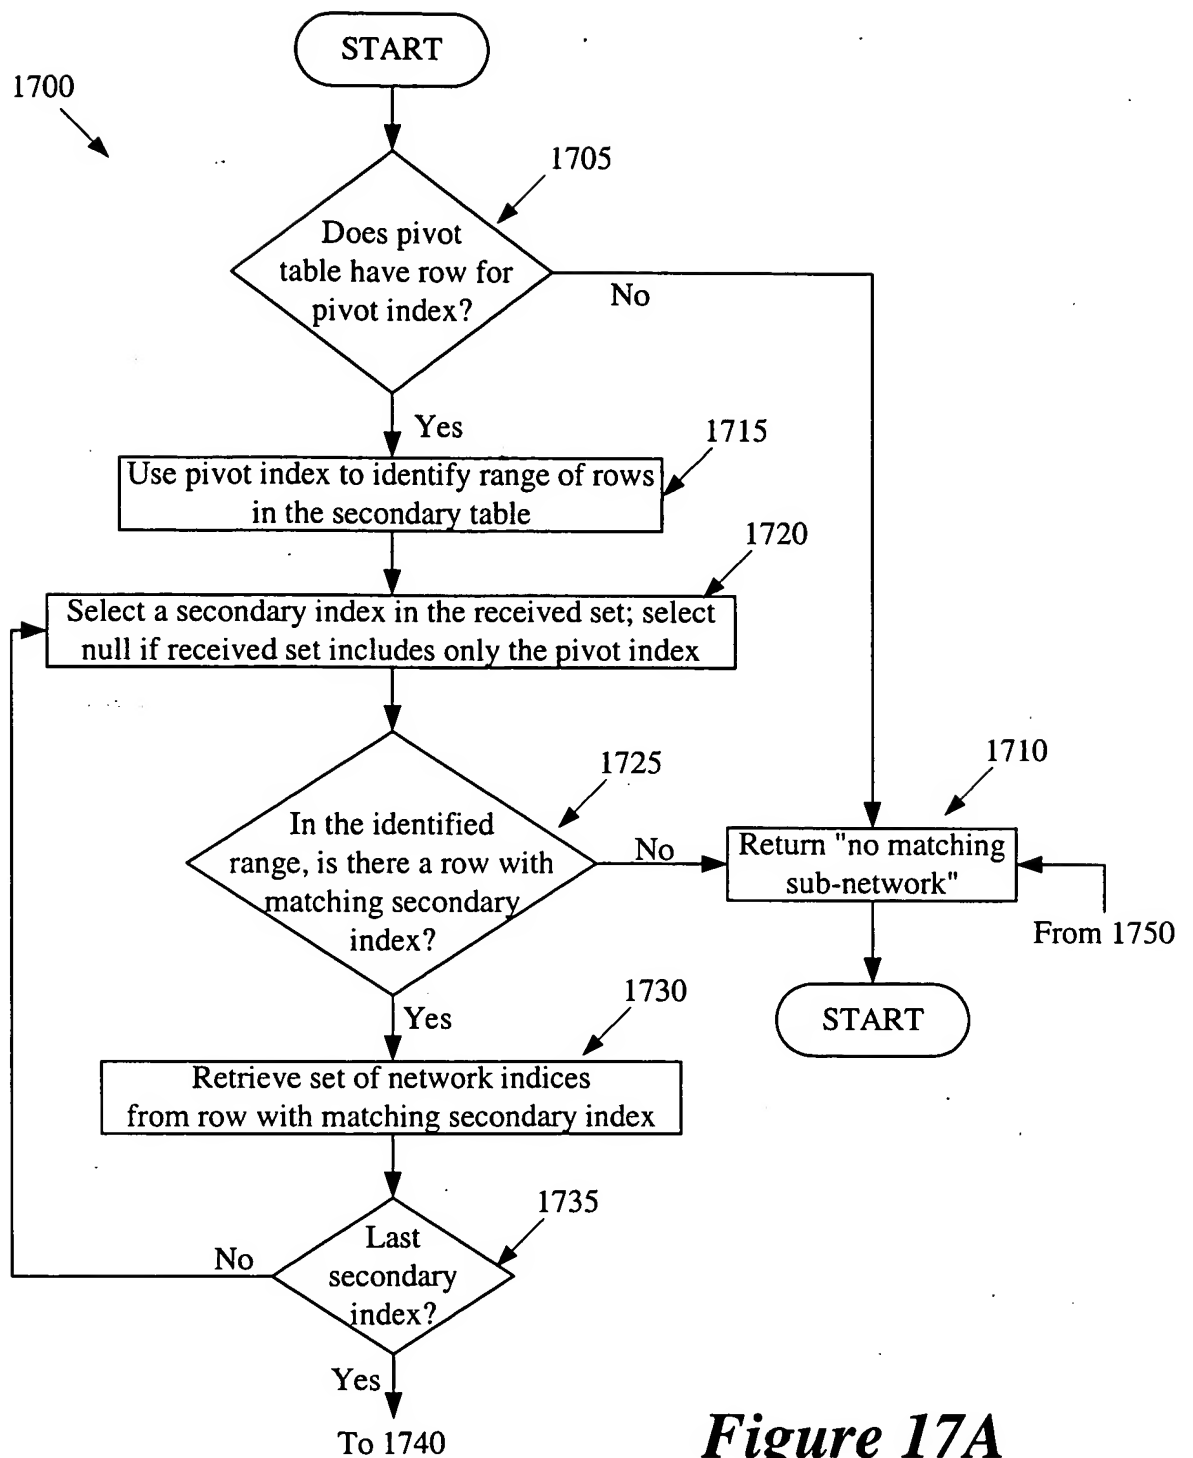 START
1700
1705
Does pivot
table have row for
pivot index?
No
Yes
1715
Use pivot index to identify range of rows
in the secondary table
1720
Select a secondary index in the received set; select
null if received set includes only the pivot index
1725
1710
In the identified
range, is there a row with
matching secondary
index?
No
Return "no matching
sub-network"
From 1750
START
Yes
1730
Retrieve set of network indices
from row with matching secondary index
1735
Last
secondary
index?
No
Yes
To 1740
Figure 17A